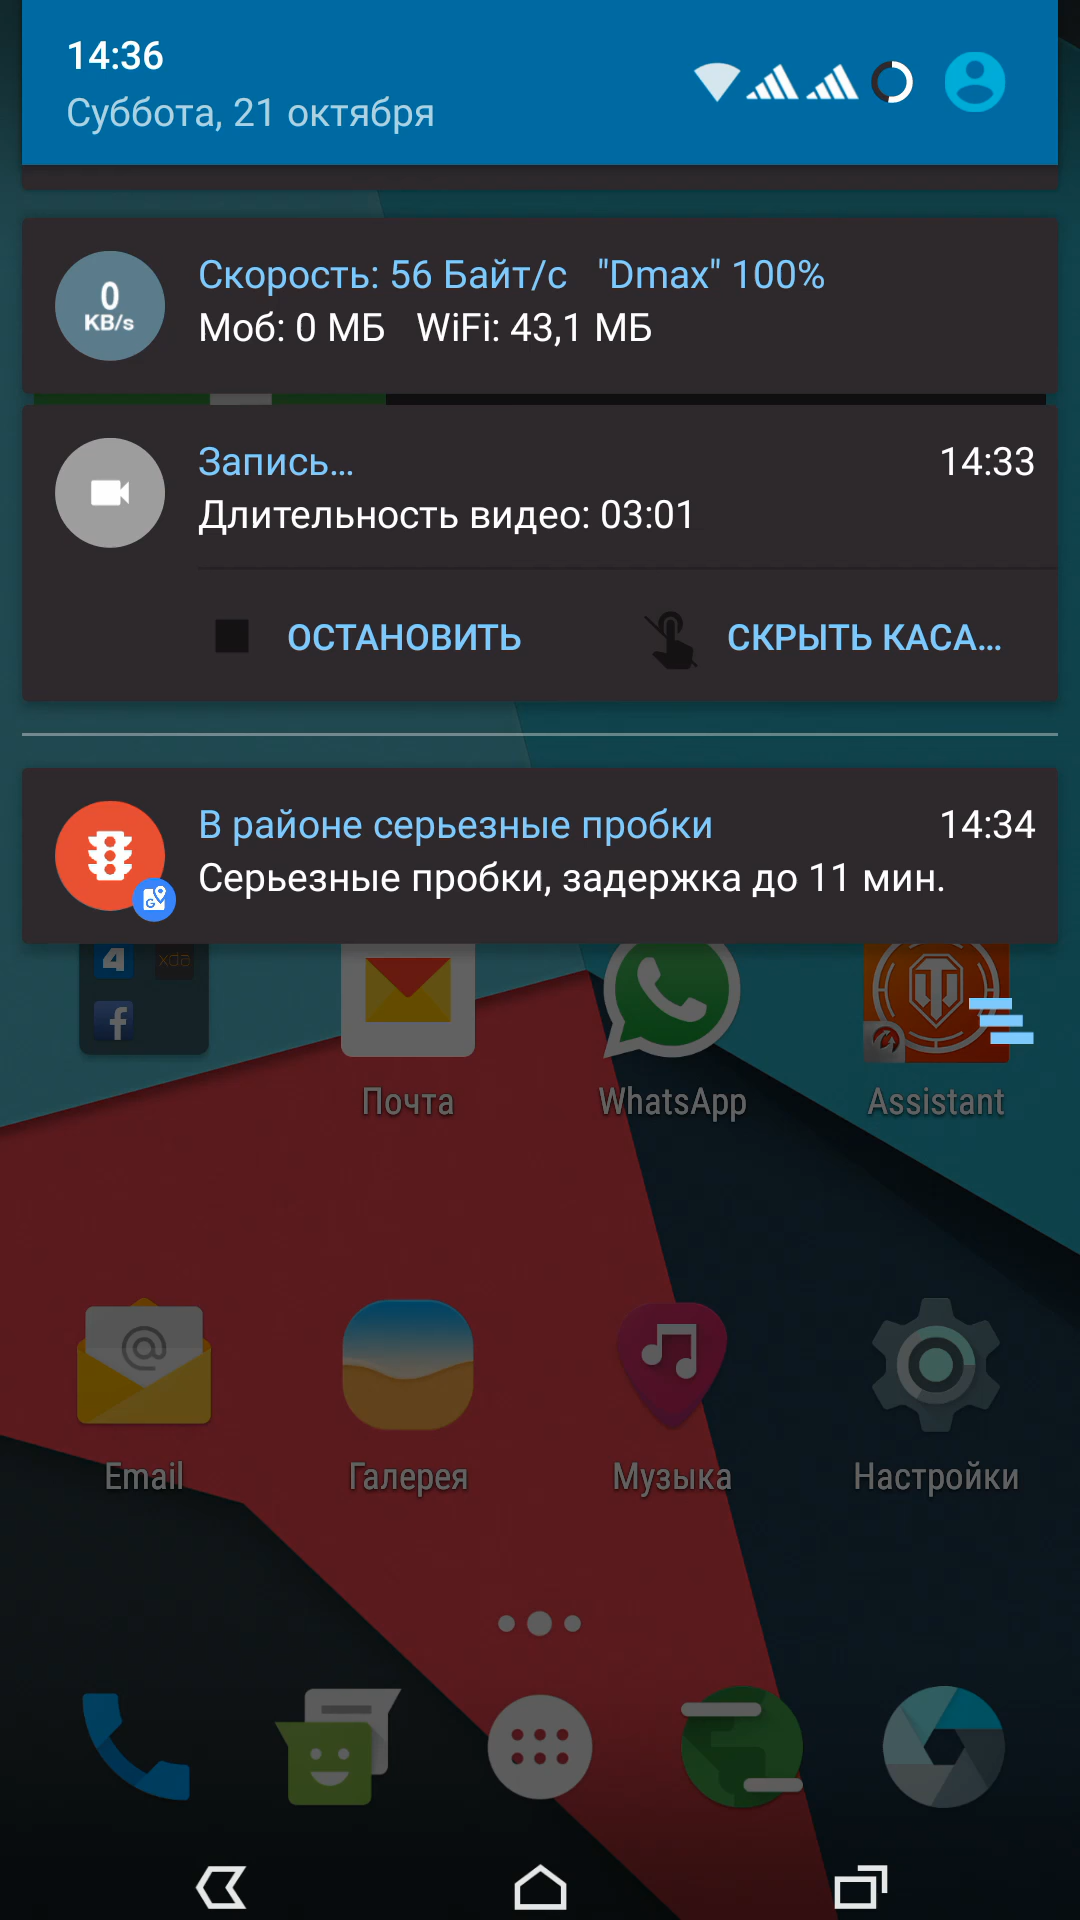 14:36
Суббота, 21 октября
0
KB/s
Скорость: 56 Байт/с "Dmax" 100%
Моб: 0 МБ WiFi: 43,1 МБ
Запись...
14:33
Длительность видео: 03:01
ОСТАНОВИТЬ
СКРЫТЬ КАСА...
В районе серьезные пробки
14:34
Серьезные пробки, задержка до 11 мин.
4
xda
f
Почта
WhatsApp
Assistant
@
Email
Галерея
Музыка
Настройки